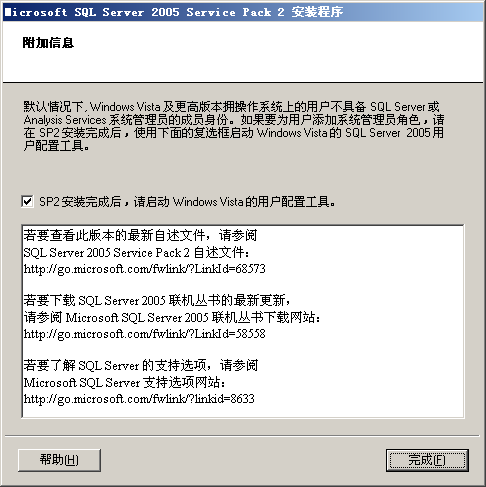 Microsoft SQL Server 2005 Service Pack 2 安装程序
附加信息
默认情况下, Windows Vista 及更高版本拥操作系统上的用户不具备 SQL Server 或
Analysis Services 系统管理员的成员身份。如果要为用户添加系统管理员角色，请
在 SP2 安装完成后，使用下面的复选框启动 Windows Vista 的 SQL Server 2005 用
户配置工具。
SP2 安装完成后，请启动 Windows Vista 的用户配置工具。
若要查看此版本的最新自述文件，请参阅
SQL Server 2005 Service Pack 2 自述文件：
http://go.microsoft.com/fwlink/?LinkId=68573
若要下载 SQL Server 2005 联机丛书的最新更新，
请参阅 Microsoft SQL Server 2005 联机丛书下载网站：
http://go.microsoft.com/fwlink/?LinkId=58558
若要了解 SQL Server 的支持选项，请参阅
Microsoft SQL Server 支持选项网站：
http://go.microsoft.com/fwlink/?linkid=8633
帮助(H)
完成(F)